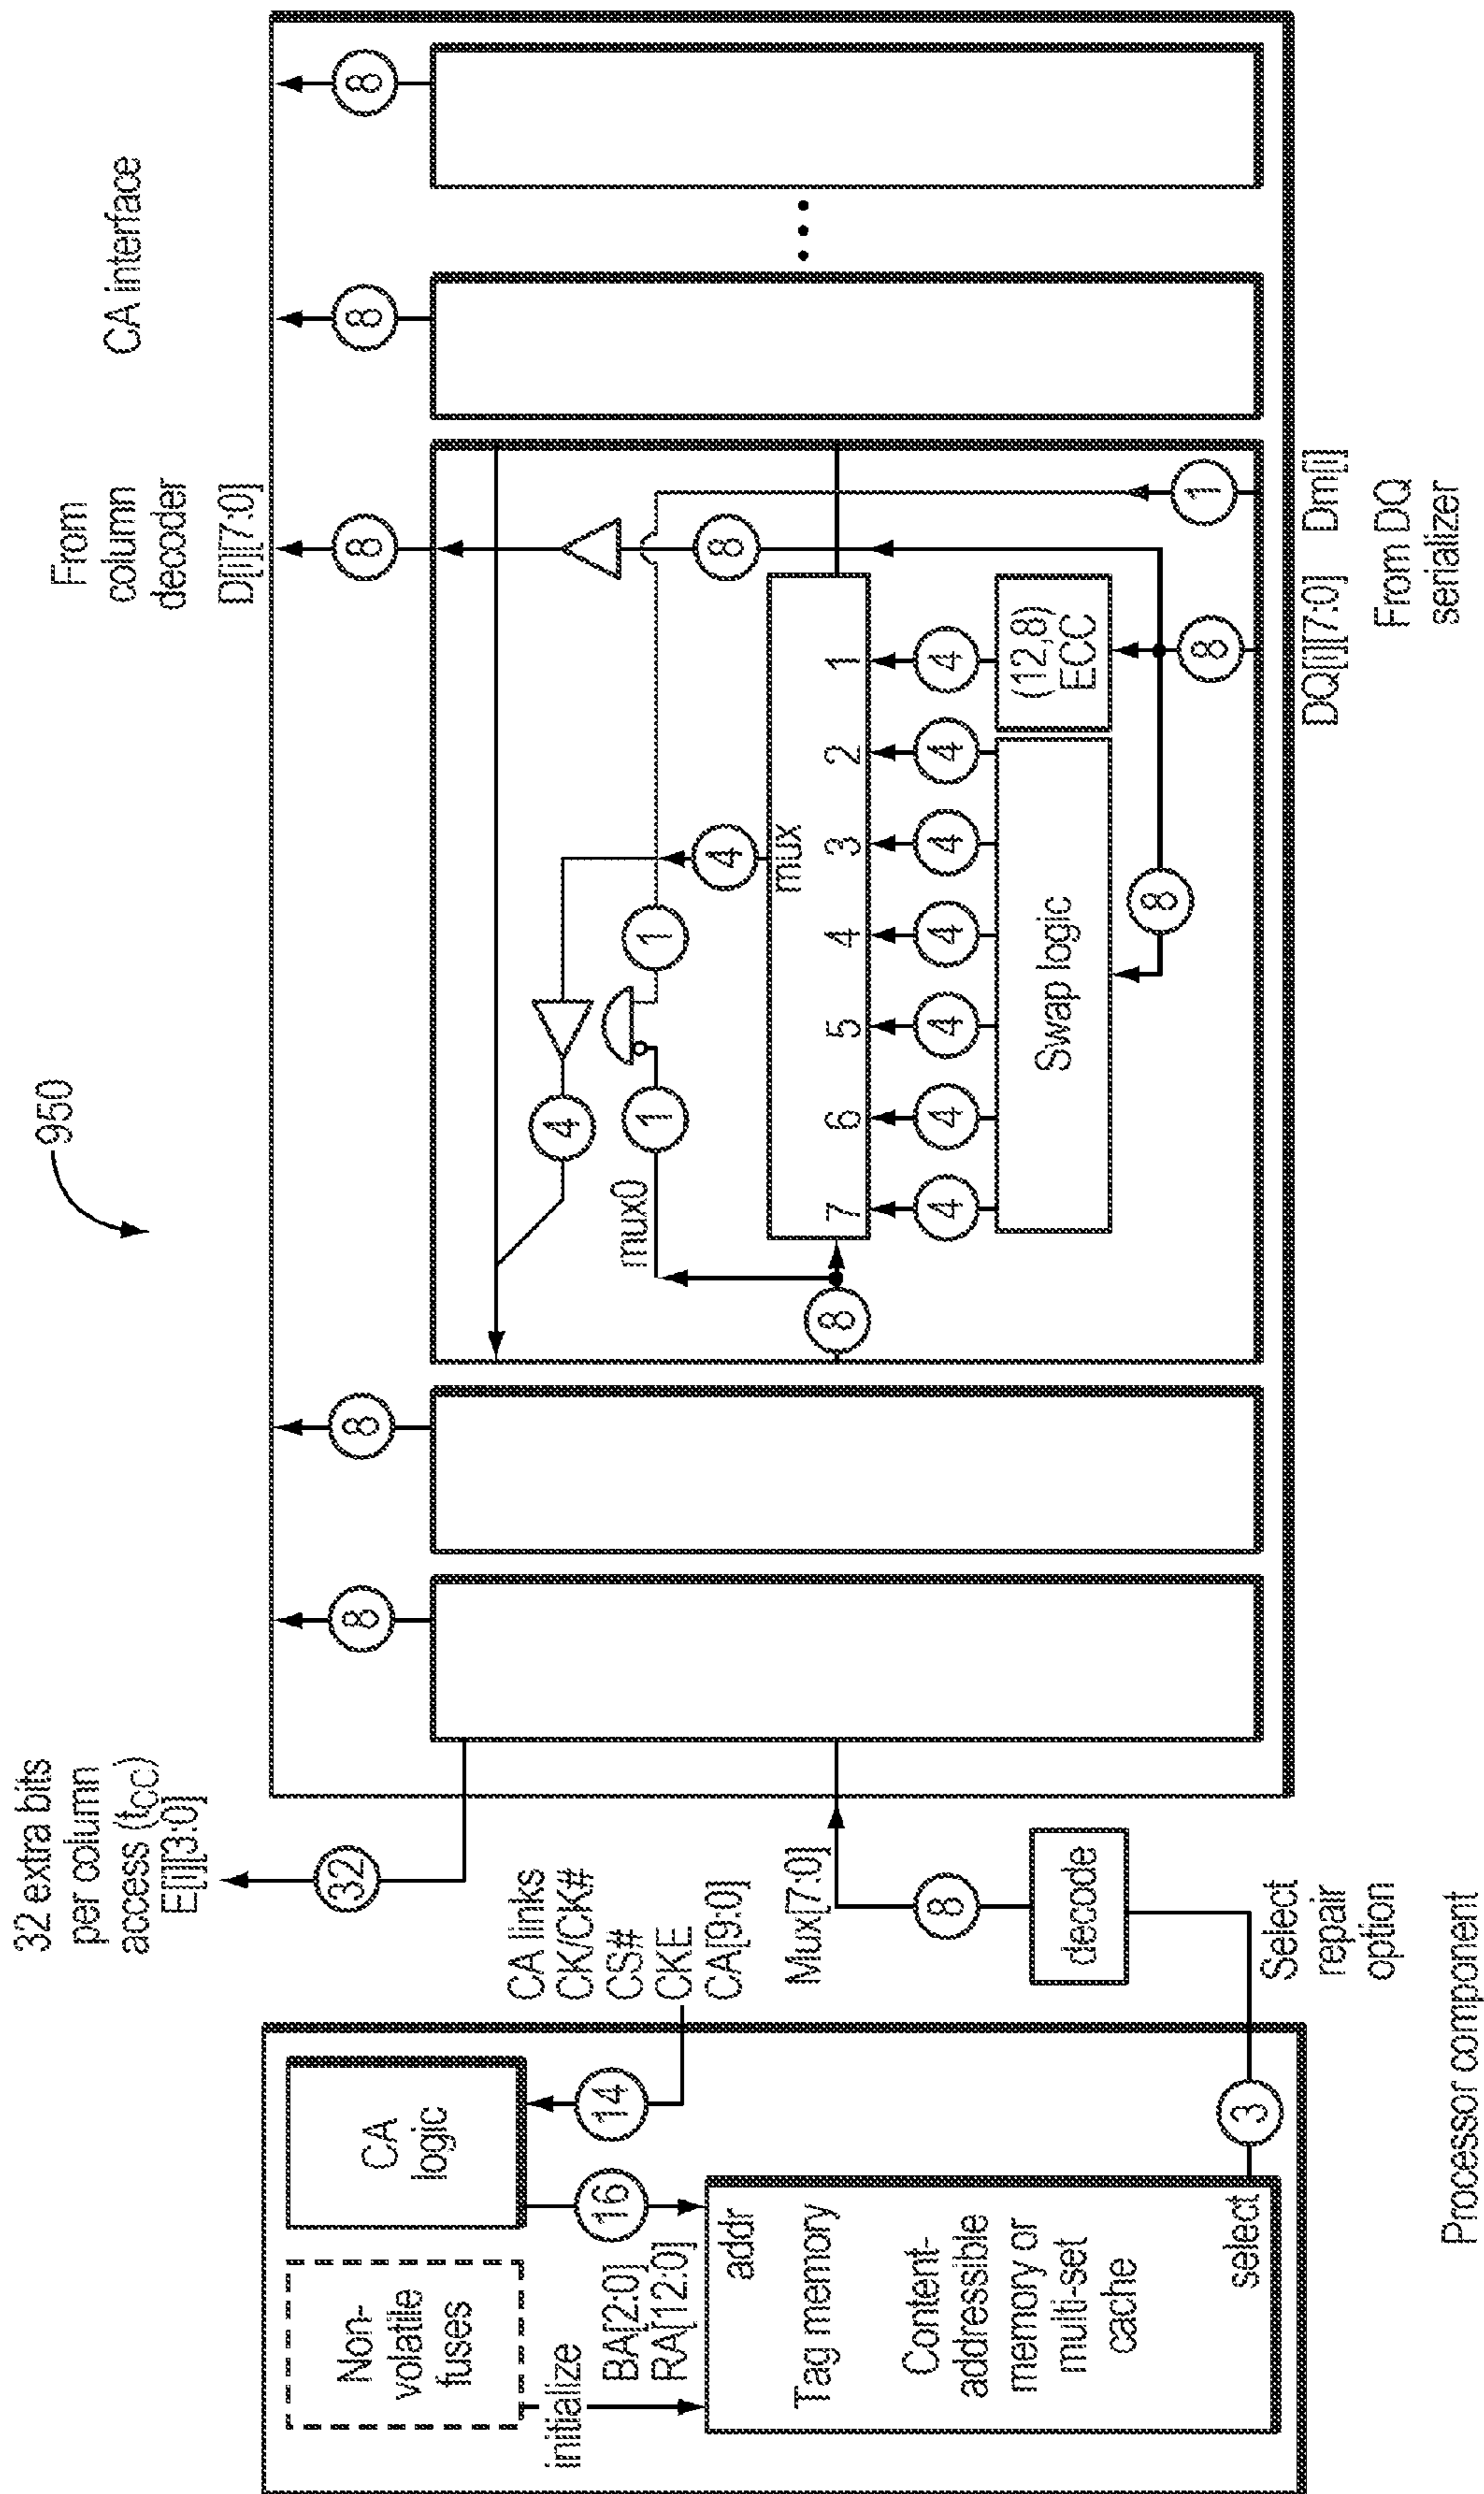 950
32 extra bits
per column
access (tCC)
E[i][3:0]
From
column
decoder
D[i][7:0]
CA interface
32
8
8
8
8
8
Non-
volatile
fuses
CA
logic
initialize
BA[2:0]
RA[12:0]
16
14
CA links
CK/CK#
CS#
CKE
CA[9:0]
addr
Tag memory
Content-
addressible
memory or
multi-set
cache
select
3
Mux[7:0]
8
decode
Select
repair
option
4
1
1
mux0
4
8
8
mux
7
6
5
4
3
2
1
4
4
4
4
4
4
4
Swap logic
(12,8)
ECC
8
8
1
DQ[i][7:0]
Dm[i]
From DQ
serializer
Processor component